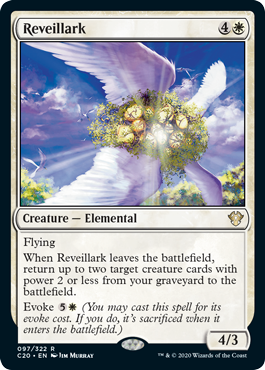 Reveillark 4
Creature — Elemental
Flying
When Reveillark leaves the battlefield,
return up to two target creature cards with
power 2 or less from your graveyard to the
battlefield.
Evoke 5 (You may cast this spell for its
evoke cost. If you do, it's sacrificed when it
enters the battlefield.)
4/3
097/322 R
C20 • EN Jim Murray
™ & © 2020 Wizards of the Coast